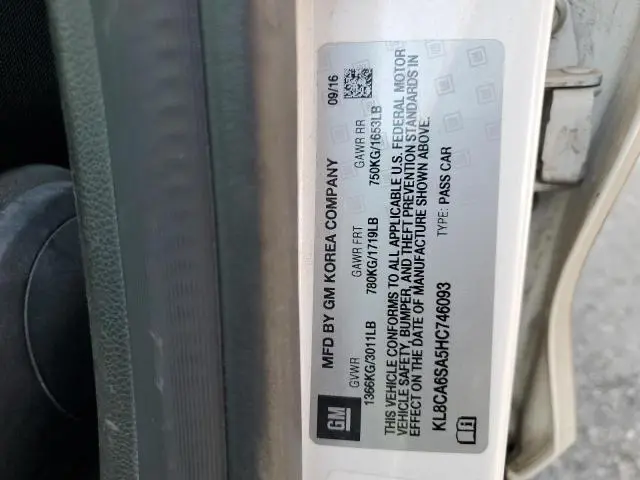 GM
MFD BY GM KOREA COMPANY 09/16
GVWR GAWR FRT GAWR RR
1366KG/3011LB 780KG/1719LB 750KG/1653LB
THIS VEHICLE CONFORMS TO ALL APPLICABLE U.S. FEDERAL MOTOR
VEHICLE SAFETY, BUMPER, AND THEFT PREVENTION STANDARDS IN
EFFECT ON THE DATE OF MANUFACTURE SHOWN ABOVE.
KL8CA6SA5HC746093 TYPE: PASS CAR